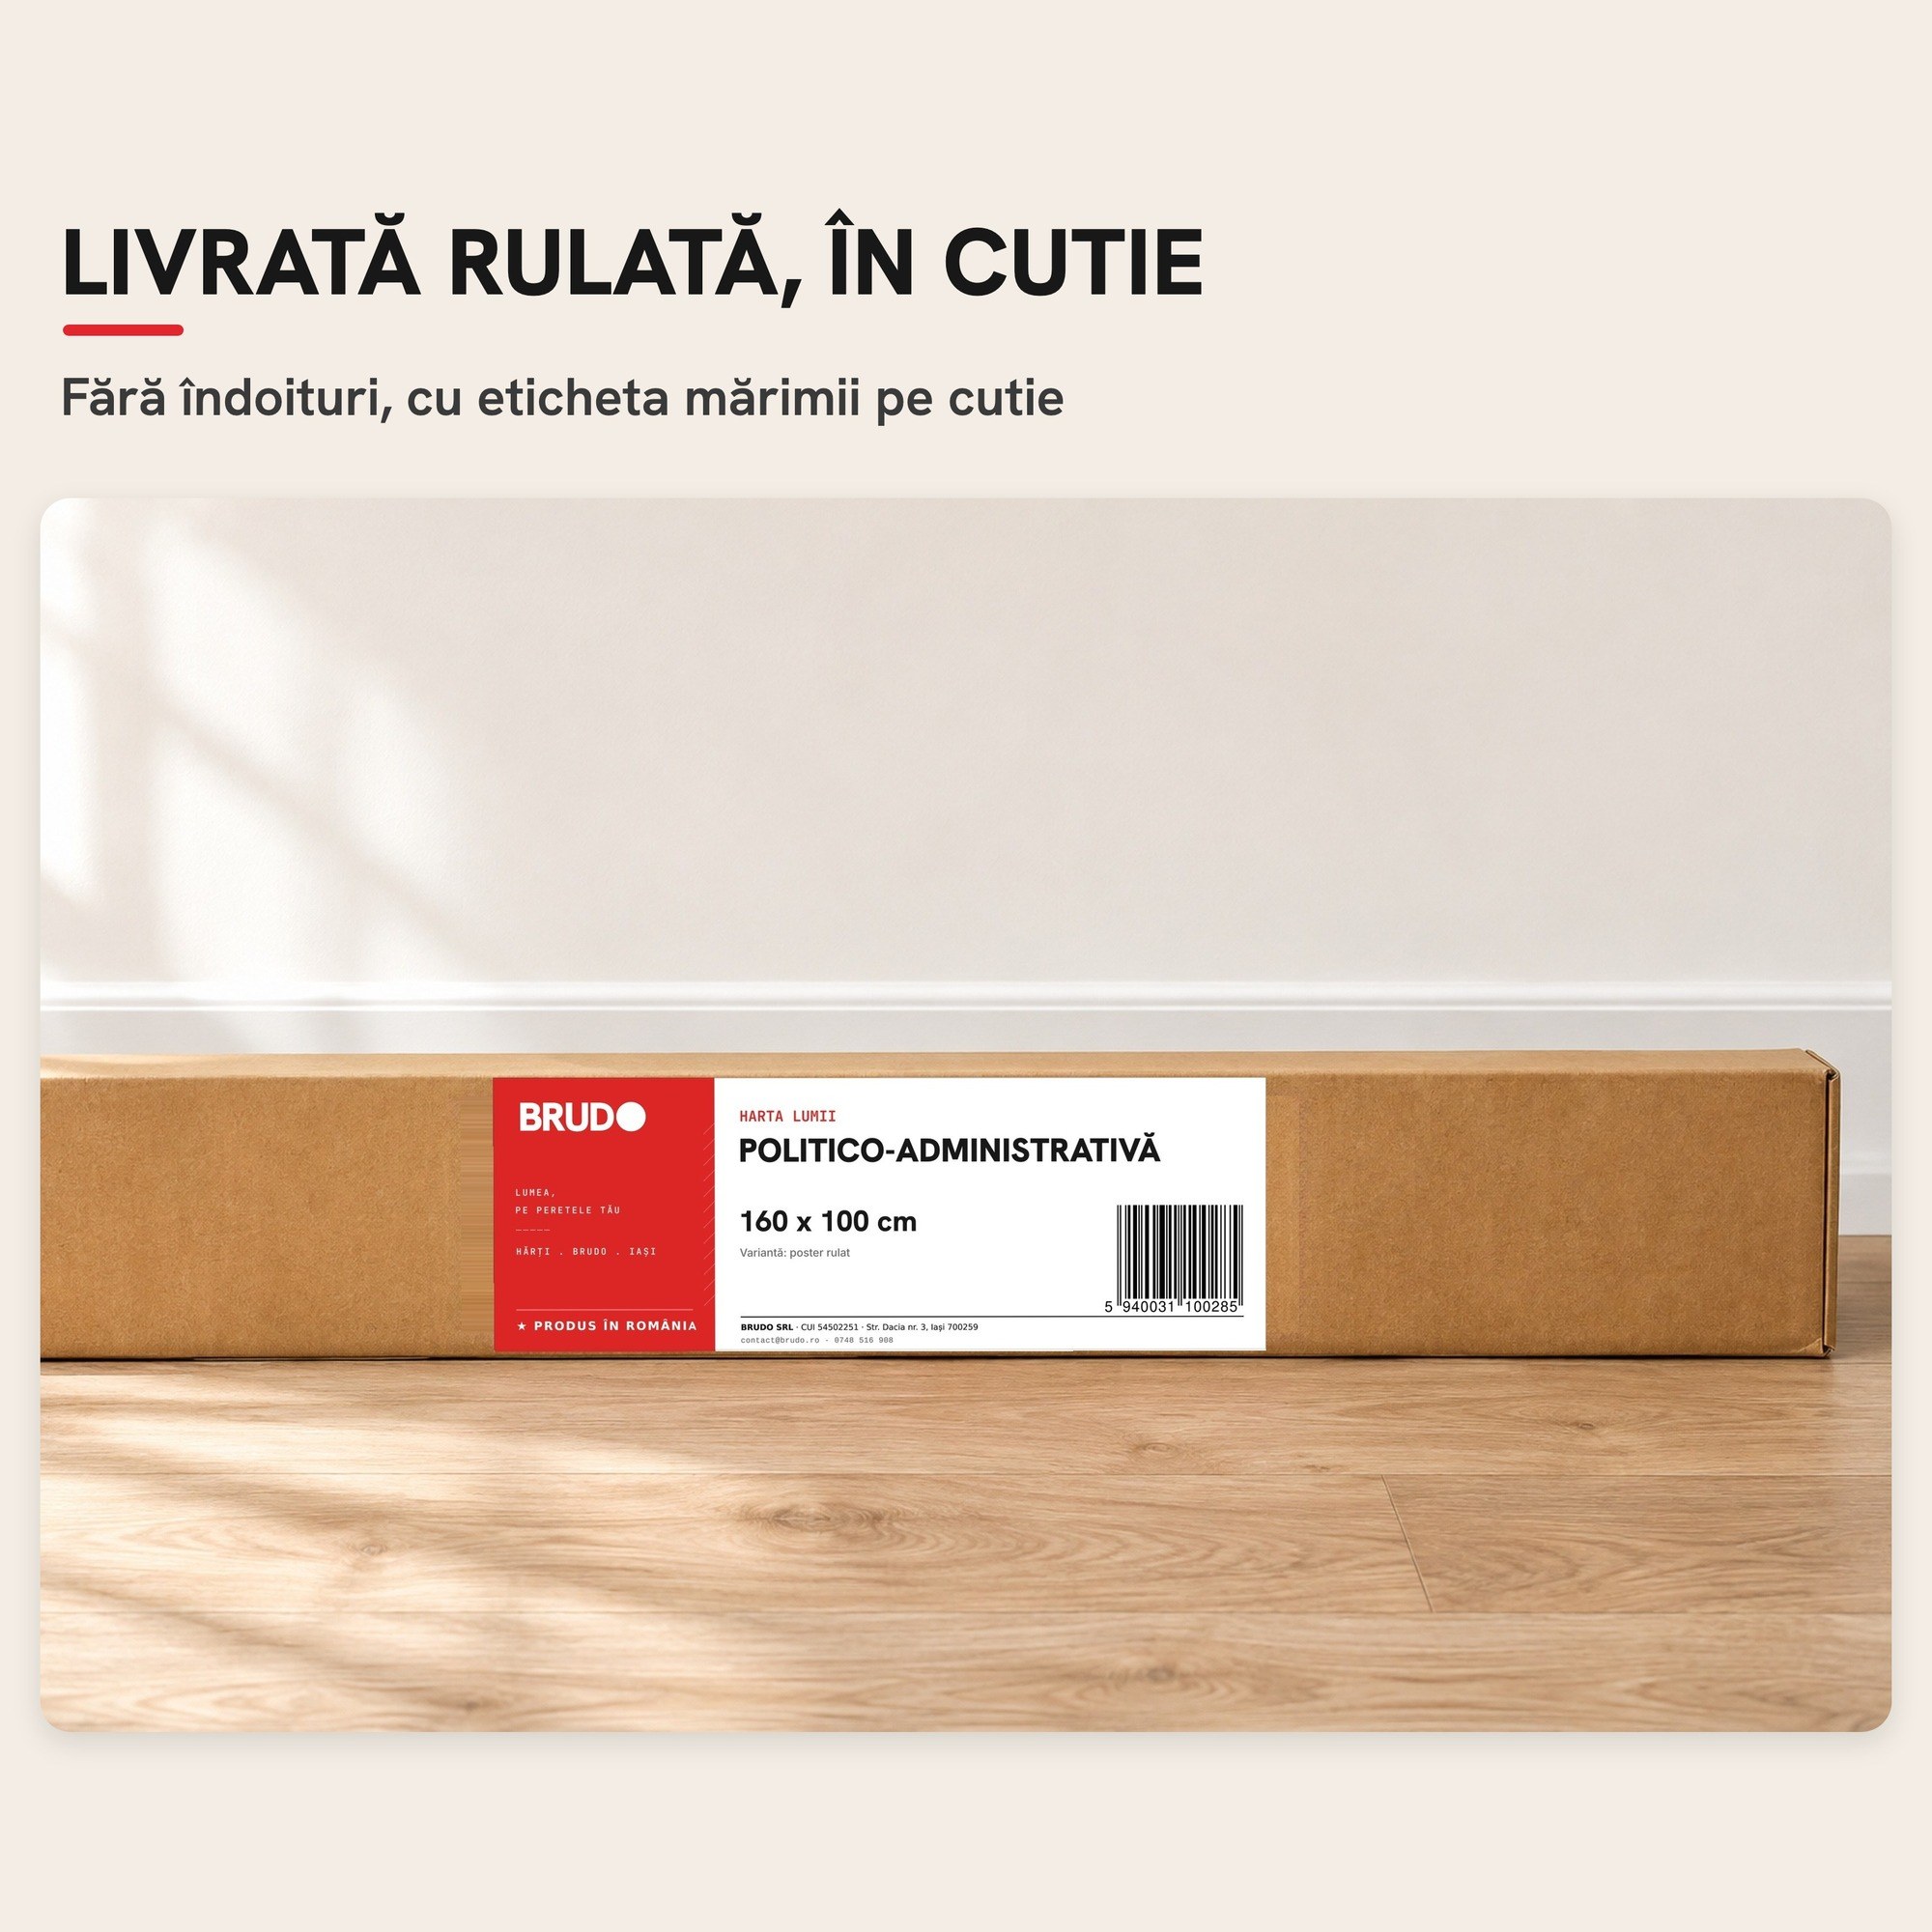 LIVRATĂ RULATĂ, ÎN CUTIE
Fără îndoituri, cu eticheta mărimii pe cutie
BRUDO
LUMEA,
PE PERETELE TĂU
–––––
HĂRȚI . BRUDO . IAȘI
★ PRODUS ÎN ROMÂNIA
HARTA LUMII
POLITICO-ADMINISTRATIVĂ
160 x 100 cm
Variantă: poster rulat
5 940031 100285
BRUDO SRL · CUI 54502251 · Str. Dacia nr. 3, Iași 700259
contact@brudo.ro · 0748 516 908